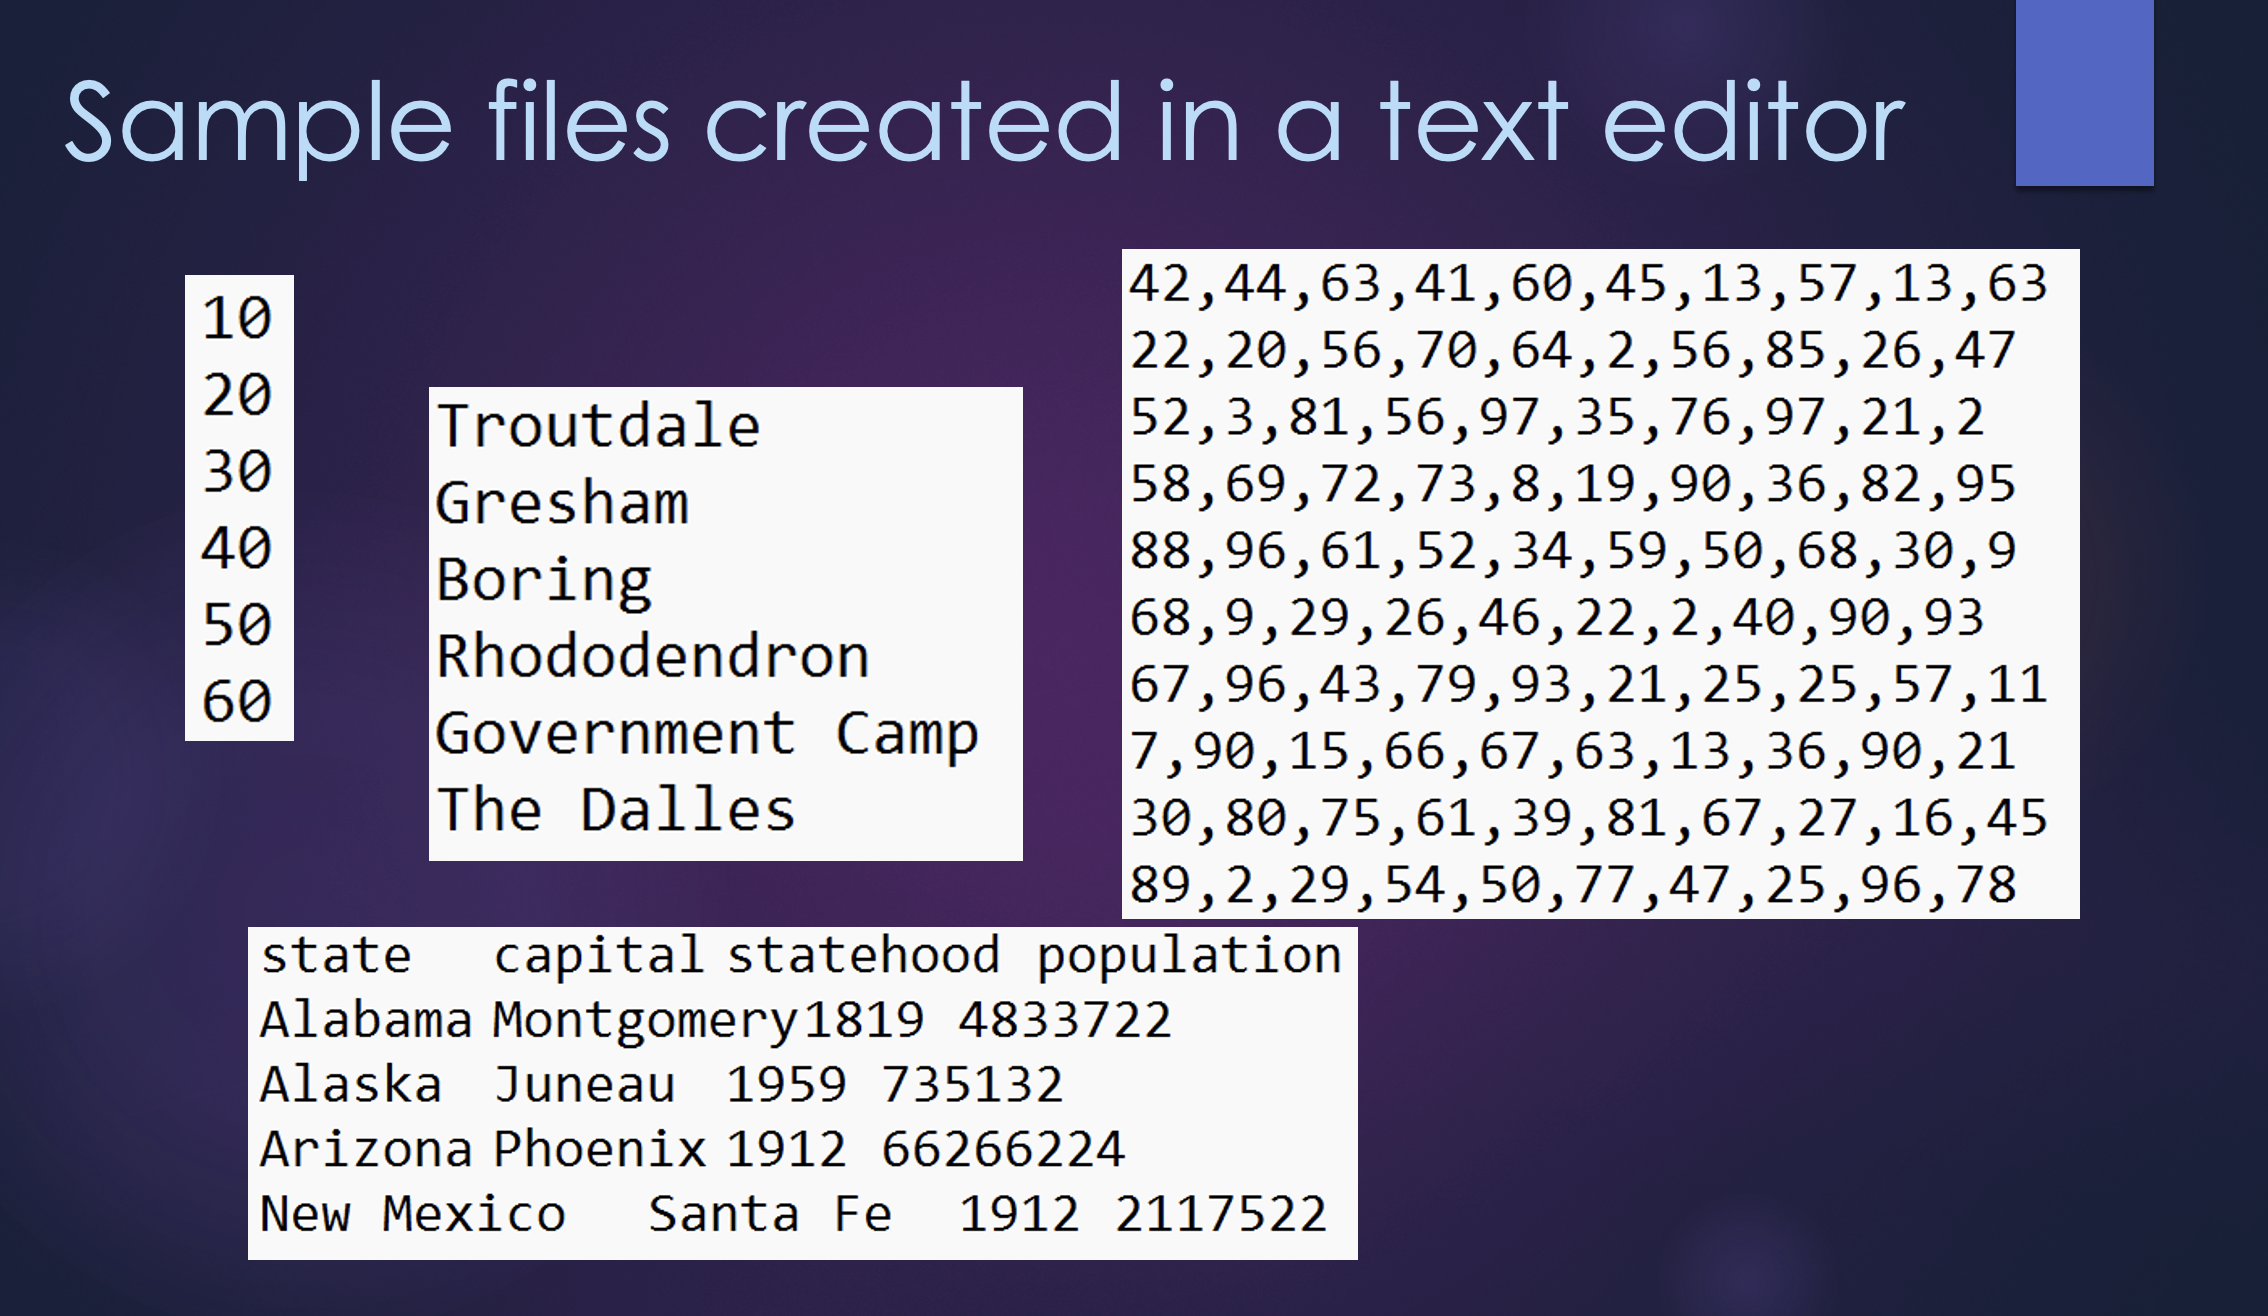 Sample files created in a text editor
10
20
30
40
50
60
Troutdale
Gresham
Boring
Rhododendron
Government Camp
The Dalles
42,44,63,41,60,45,13,57,13,63
22,20,56,70,64,2,56,85,26,47
52,3,81,56,97,35,76,97,21,2
58,69,72,73,8,19,90,36,82,95
88,96,61,52,34,59,50,68,30,9
68,9,29,26,46,22,2,40,90,93
67,96,43,79,93,21,25,25,57,11
7,90,15,66,67,63,13,36,90,21
30,80,75,61,39,81,67,27,16,45
89,2,29,54,50,77,47,25,96,78
state capital statehood population
Alabama Montgomery1819 4833722
Alaska Juneau 1959 735132
Arizona Phoenix 1912 66266224
New Mexico Santa Fe 1912 2117522